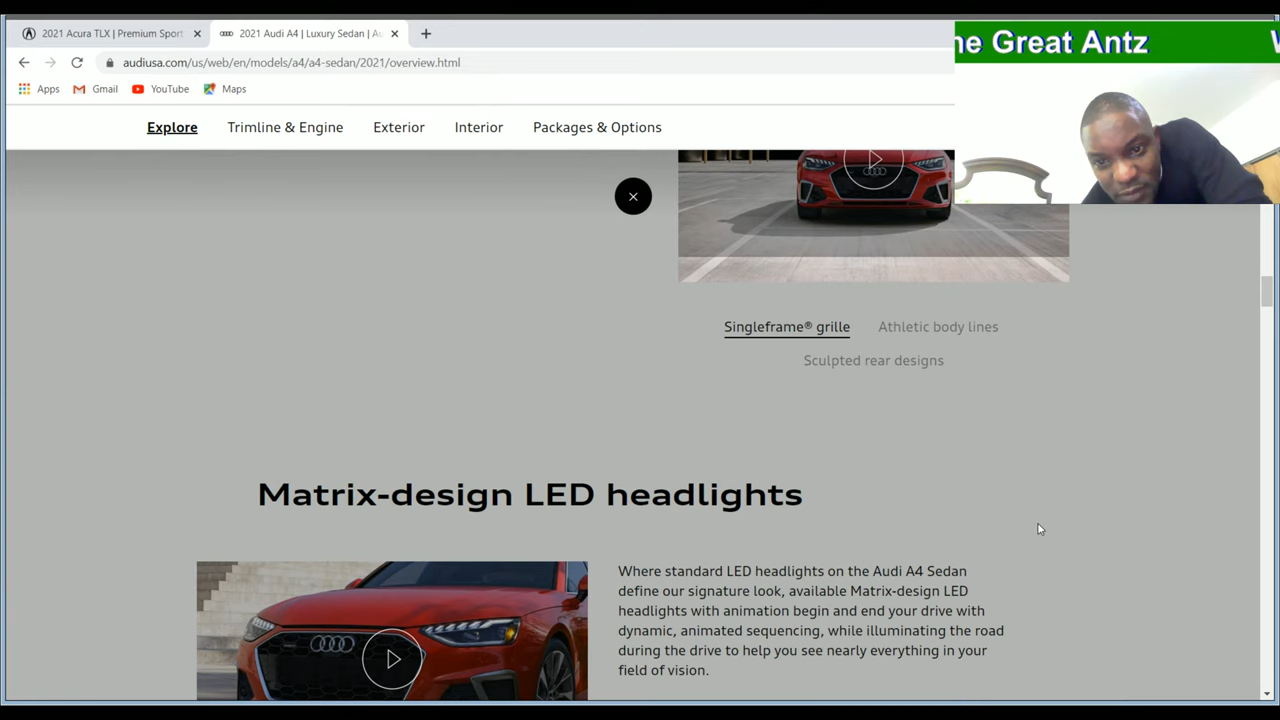 2021 Acura TLX | Premium Sport
2021 Audi A4 | Luxury Sedan | Au
ne Great Antz
audiusa.com/us/web/en/models/a4/a4-sedan/2021/overview.html
Apps Gmail YouTube Maps
Explore Trimline & Engine Exterior Interior Packages & Options
Singleframe® grille Athletic body lines
Sculpted rear designs
Matrix-design LED headlights
Where standard LED headlights on the Audi A4 Sedan
define our signature look, available Matrix-design LED
headlights with animation begin and end your drive with
dynamic, animated sequencing, while illuminating the road
during the drive to help you see nearly everything in your
field of vision.